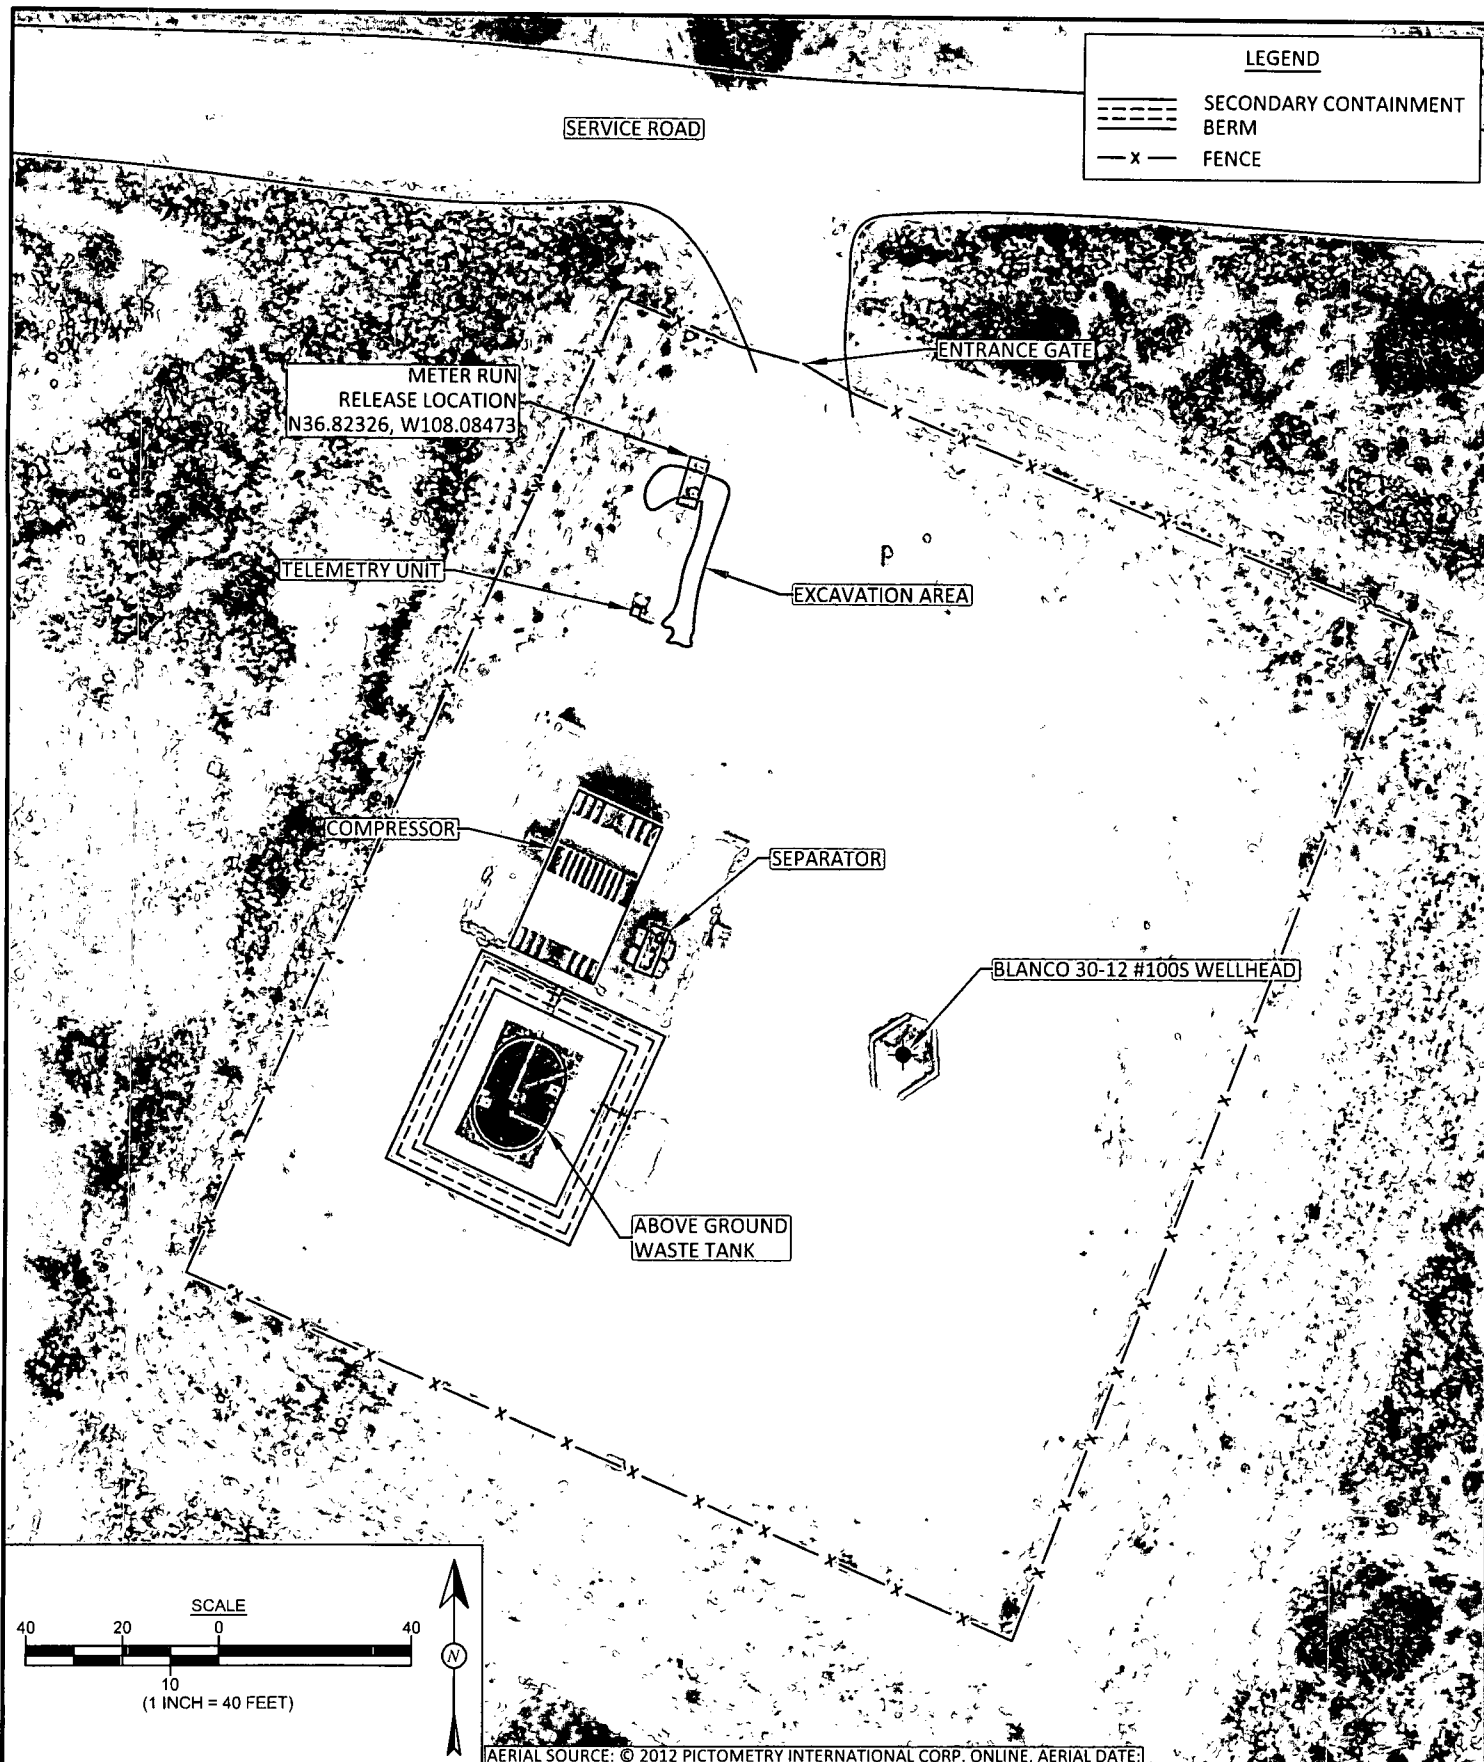 LEGEND
SECONDARY CONTAINMENT
BERM
x FENCE
SERVICE ROAD
ENTRANCE GATE
METER RUN
RELEASE LOCATION
N36.82326, W108.08473
TELEMETRY UNIT
EXCAVATION AREA
COMPRESSOR
SEPARATOR
BLANCO 30-12 #100S WELLHEAD
ABOVE GROUND
WASTE TANK
SCALE
40 20 0 40
10
(1 INCH = 40 FEET)
N
AERIAL SOURCE: © 2012 PICTOMETRY INTERNATIONAL CORP. ONLINE, AERIAL DATE: